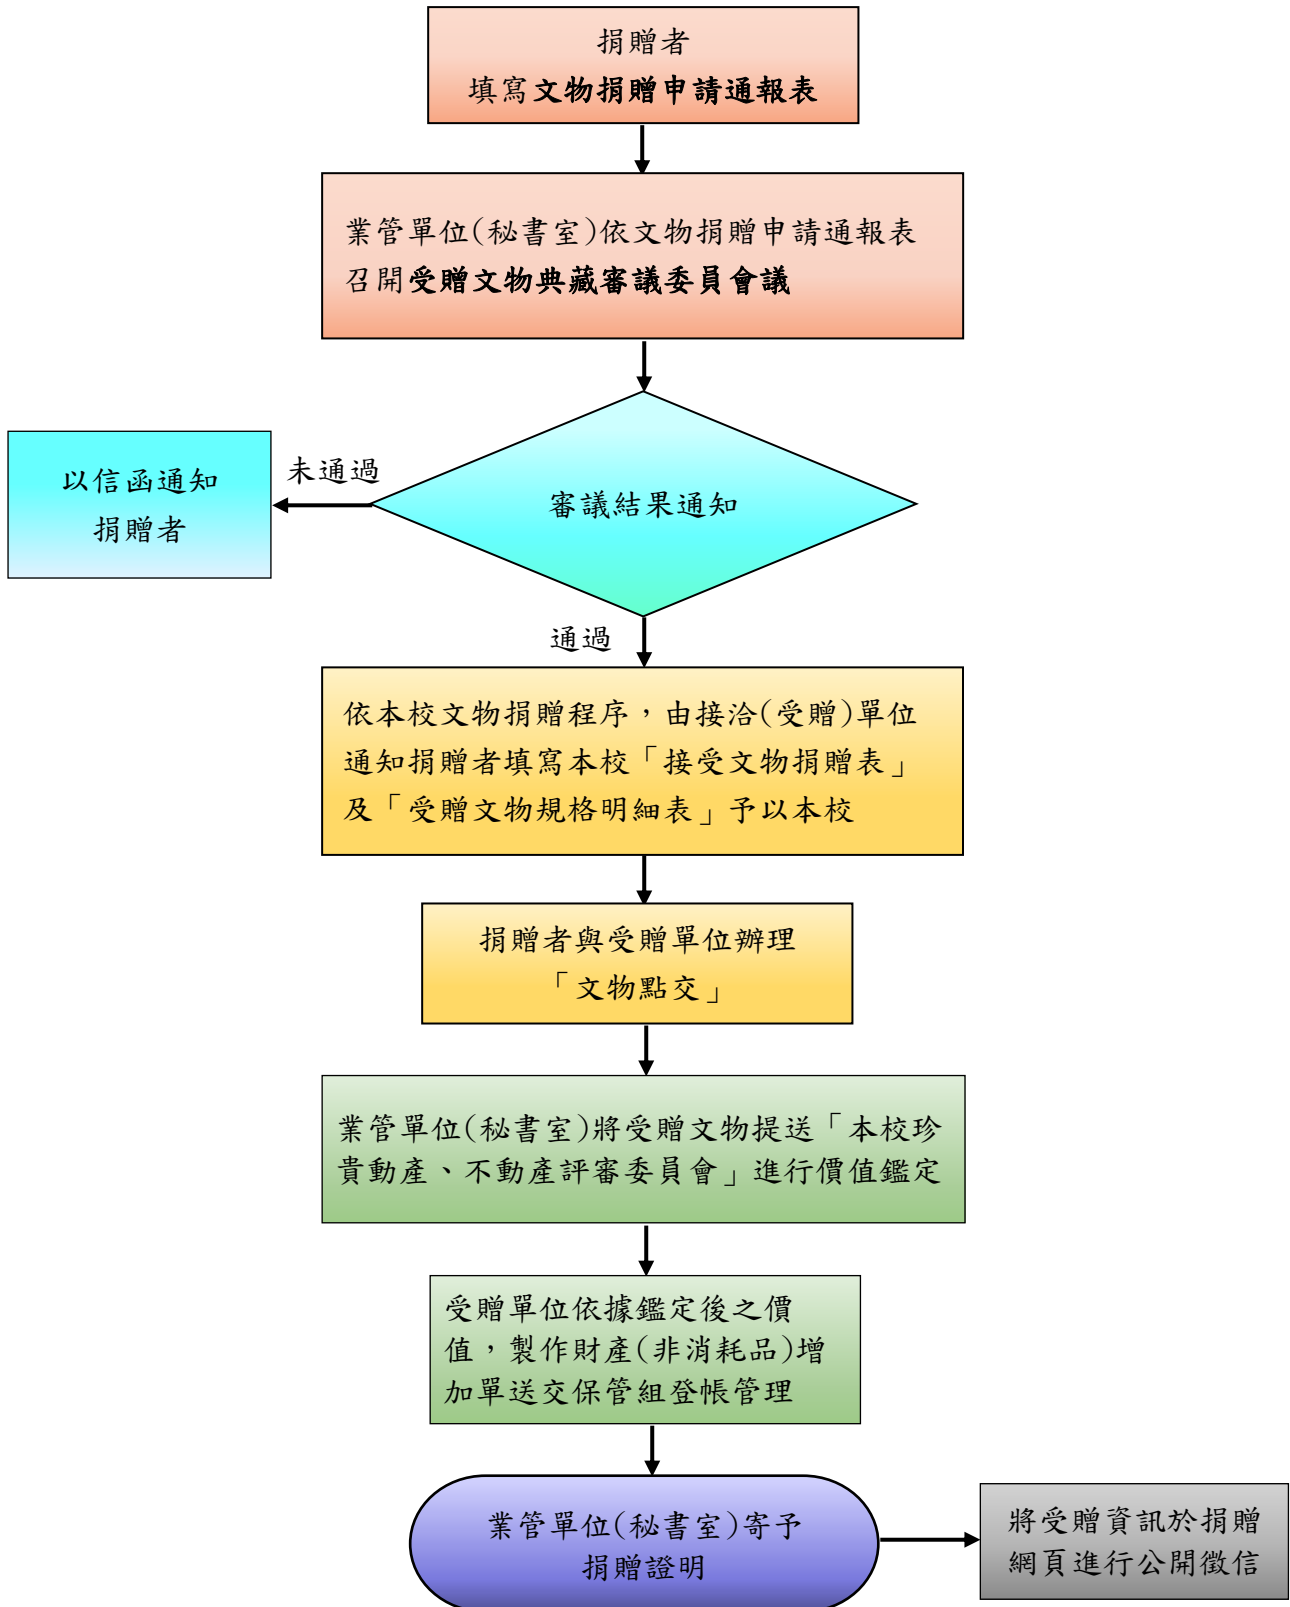 捐贈者
填寫文物捐贈申請通報表
業管單位(秘書室)依文物捐贈申請通報表
召開受贈文物典藏審議委員會議
以信函通知
捐贈者
未通過
審議結果通知
通過
依本校文物捐贈程序，由接洽(受贈)單位
通知捐贈者填寫本校「接受文物捐贈表」
及「受贈文物規格明細表」予以本校
捐贈者與受贈單位辦理
「文物點交」
業管單位(秘書室)將受贈文物提送「本校珍
貴動產、不動產評審委員會」進行價值鑑定
受贈單位依據鑑定後之價
值，製作財產(非消耗品)增
加單送交保管組登帳管理
業管單位(秘書室)寄予
捐贈證明
將受贈資訊於捐贈
網頁進行公開徵信